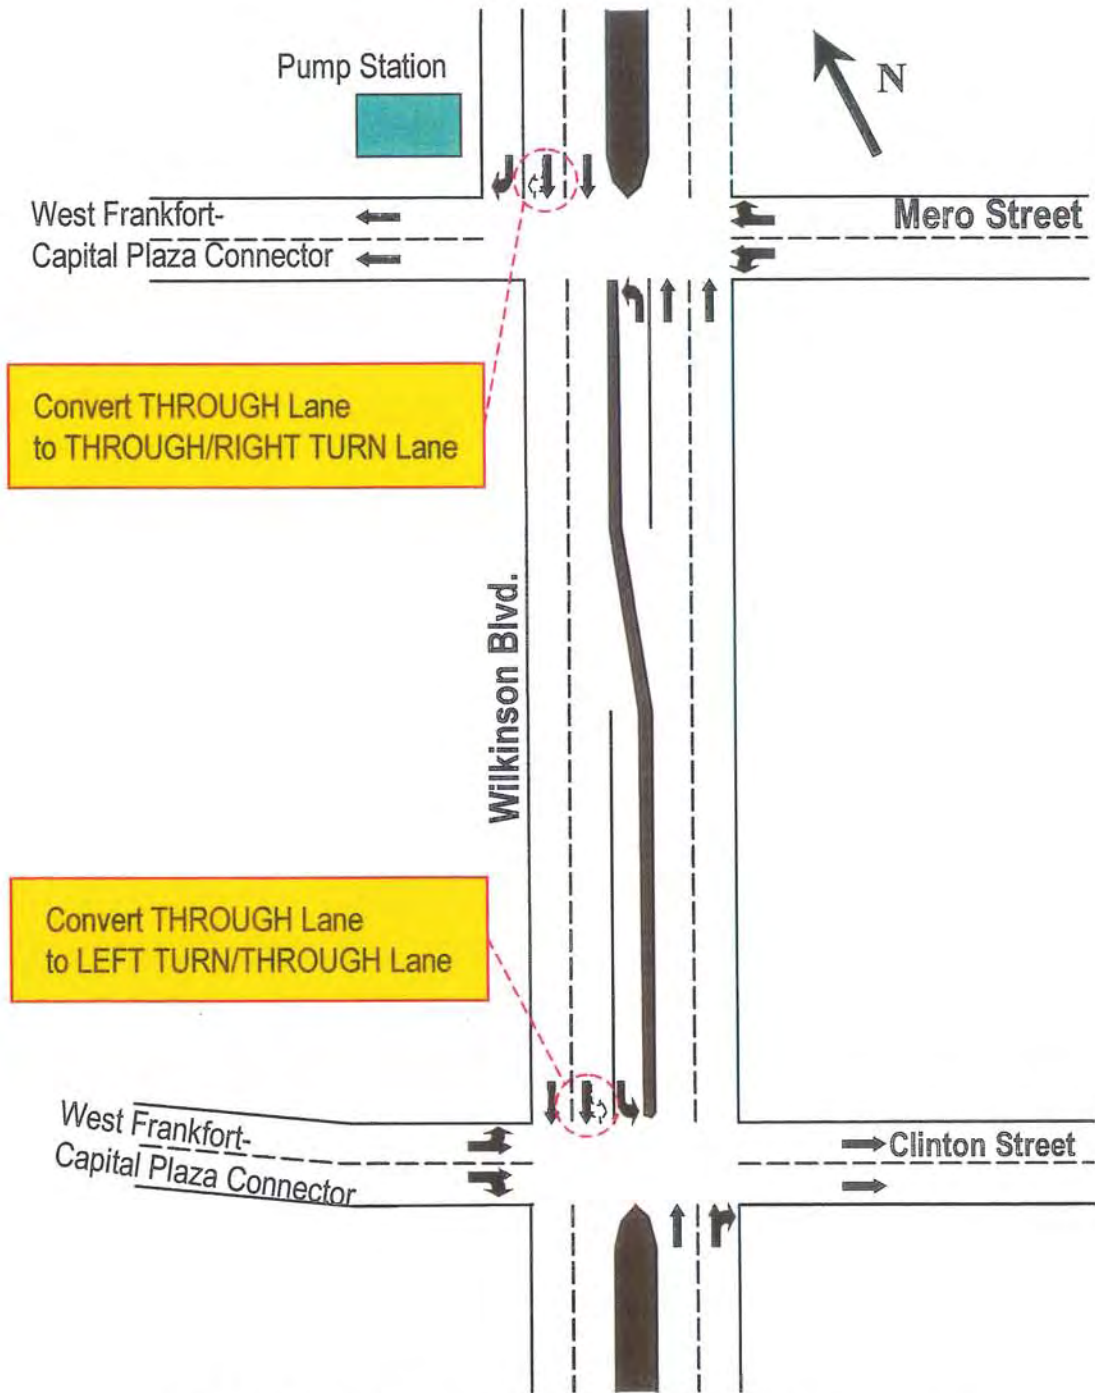 Pump Station
N
West Frankfort-
Capital Plaza Connector
Mero Street
Convert THROUGH Lane
to THROUGH/RIGHT TURN Lane
Wilkinson Blvd.
Convert THROUGH Lane
to LEFT TURN/THROUGH Lane
West Frankfort-
Capital Plaza Connector
Clinton Street